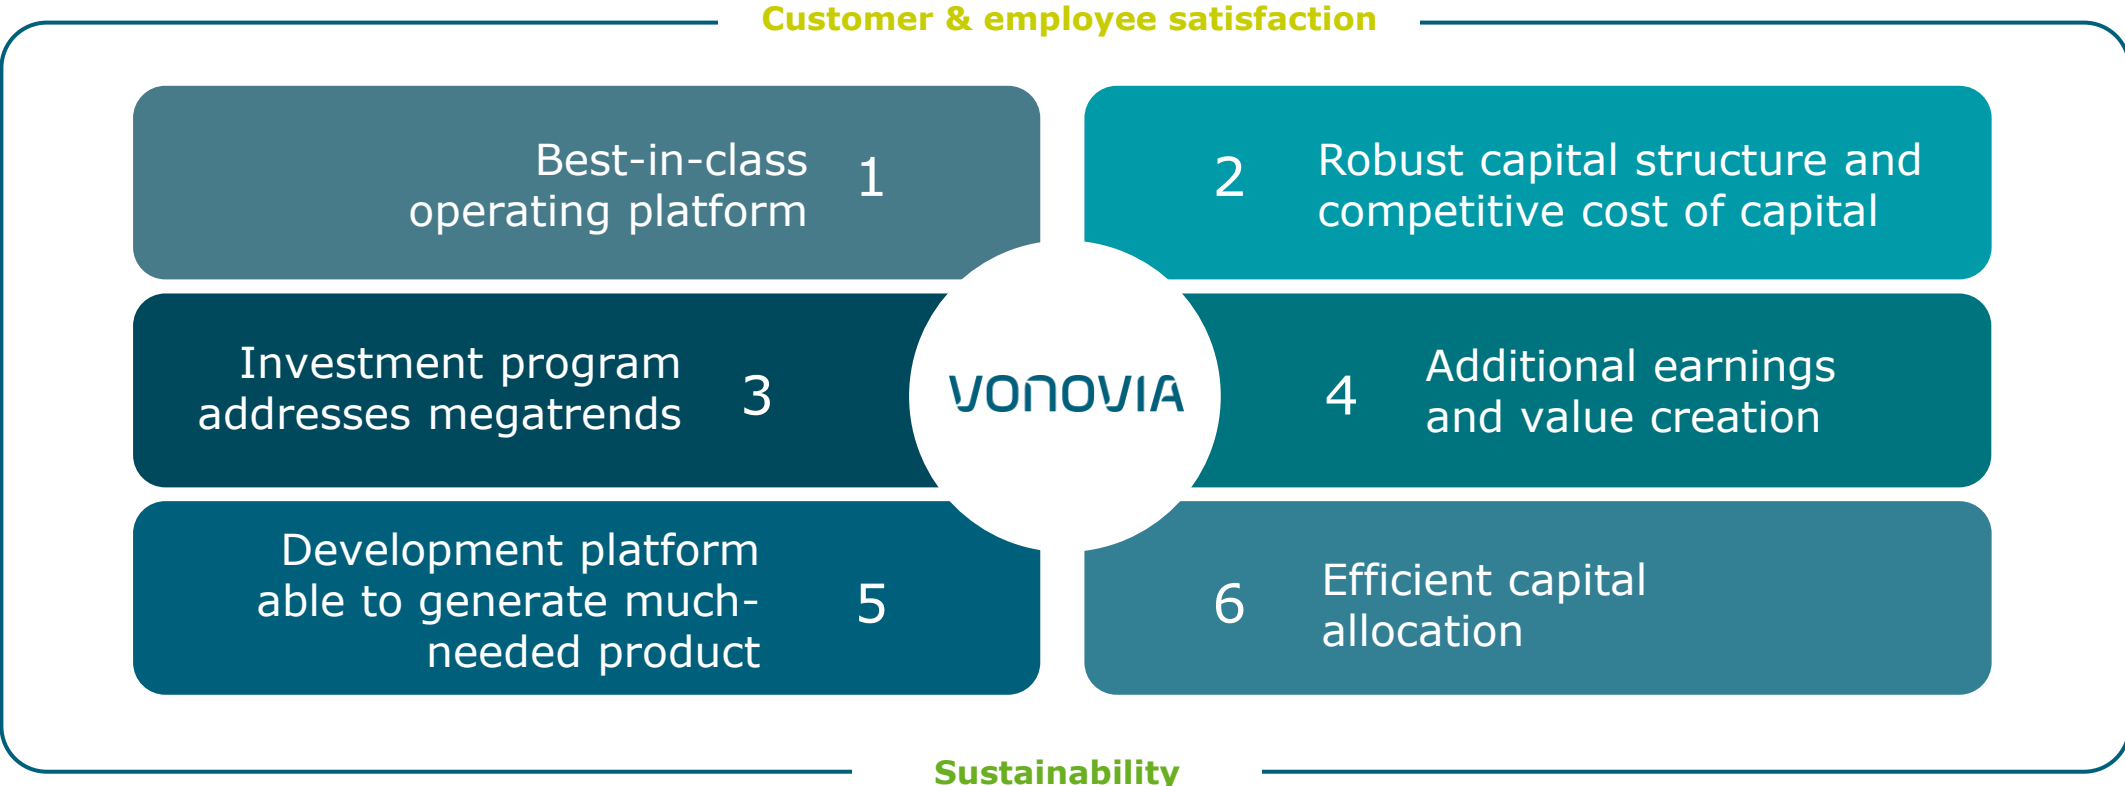 Customer & employee satisfaction
Best-in-class
operating platform
1
2
Robust capital structure and
competitive cost of capital
Investment program
addresses megatrends
3
VONOVIA
4
Additional earnings
and value creation
Development platform
able to generate much-
needed product
5
6
Efficient capital
allocation
Sustainability